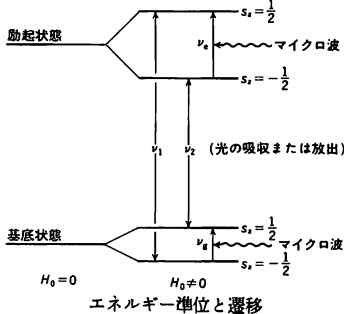 励起状態
s_z=1/2
ν_e
マイクロ波
s_z=-1/2
ν_1
ν_2
(光の吸収または放出)
基底状態
s_z=1/2
ν_g
マイクロ波
s_z=-1/2
H_0=0
H_0≠0
エネルギー準位と遷移